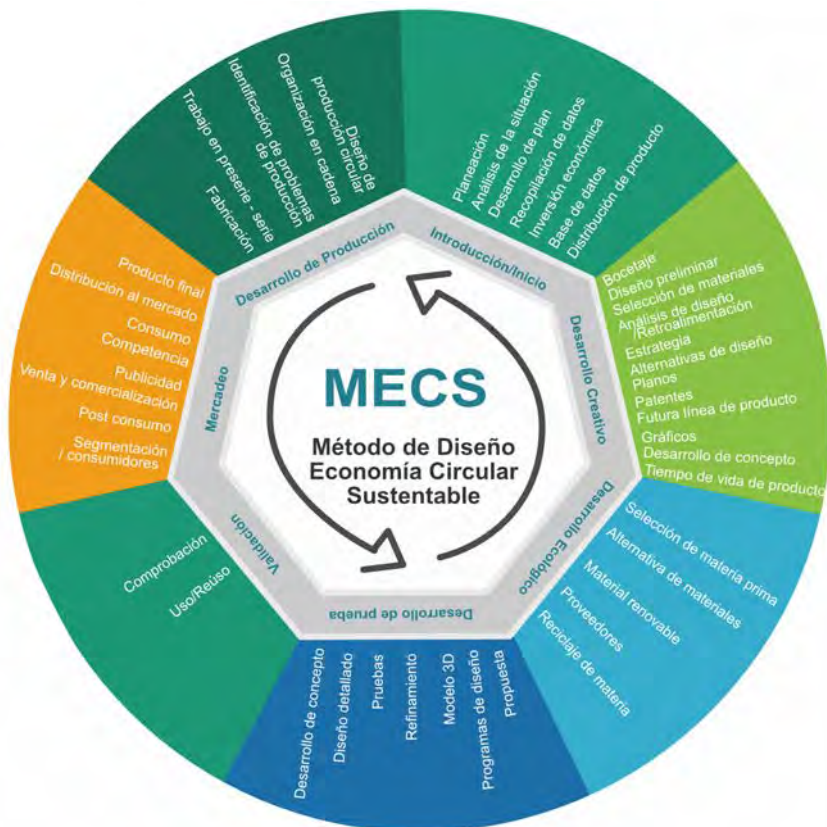 MECS
Método de Diseño
Economía Circular
Sustentable
Introducción/Inicio
Planeación
Análisis de la situación
Desarrollo de plan
Recopilación de datos
Inversión económica
Base de datos
Distribución de producto
Desarrollo Creativo
Bocetaje
Diseño preliminar
Selección de materiales
Análisis de diseño
/Retroalimentación
Estrategia
Alternativas de diseño
Planos
Patentes
Futura línea de producto
Gráficos
Desarrollo de concepto
Tiempo de vida de producto
Desarrollo Ecológico
Selección de materia prima
Alternativa de materiales
Material renovable
Proveedores
Reciclaje de materia
Desarrollo de prueba
Desarrollo de concepto
Diseño detallado
Pruebas
Refinamiento
Modelo 3D
Programas de diseño
Propuesta
Validación
Comprobación
Uso/Reúso
Mercadeo
Producto final
Distribución al mercado
Consumo
Competencia
Publicidad
Venta y comercialización
Post consumo
Segmentación
/ consumidores
Desarrollo de Producción
Diseño de
producción circular
Organización en cadena
Identificación de problemas
de producción
Trabajo en preserie - serie
Fabricación